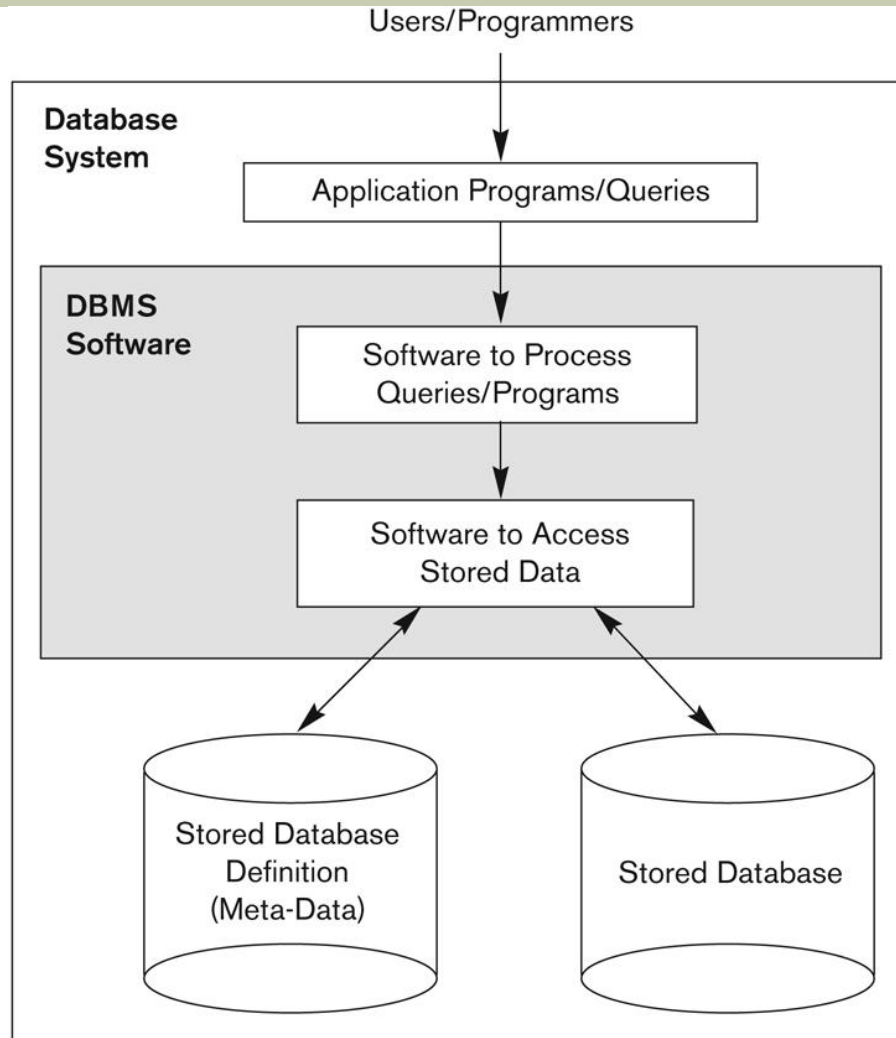 Users/Programmers
Database
System
Application Programs/Queries
DBMS
Software
Software to Process
Queries/Programs
Software to Access
Stored Data
Stored Database
Definition
(Meta-Data)
Stored Database